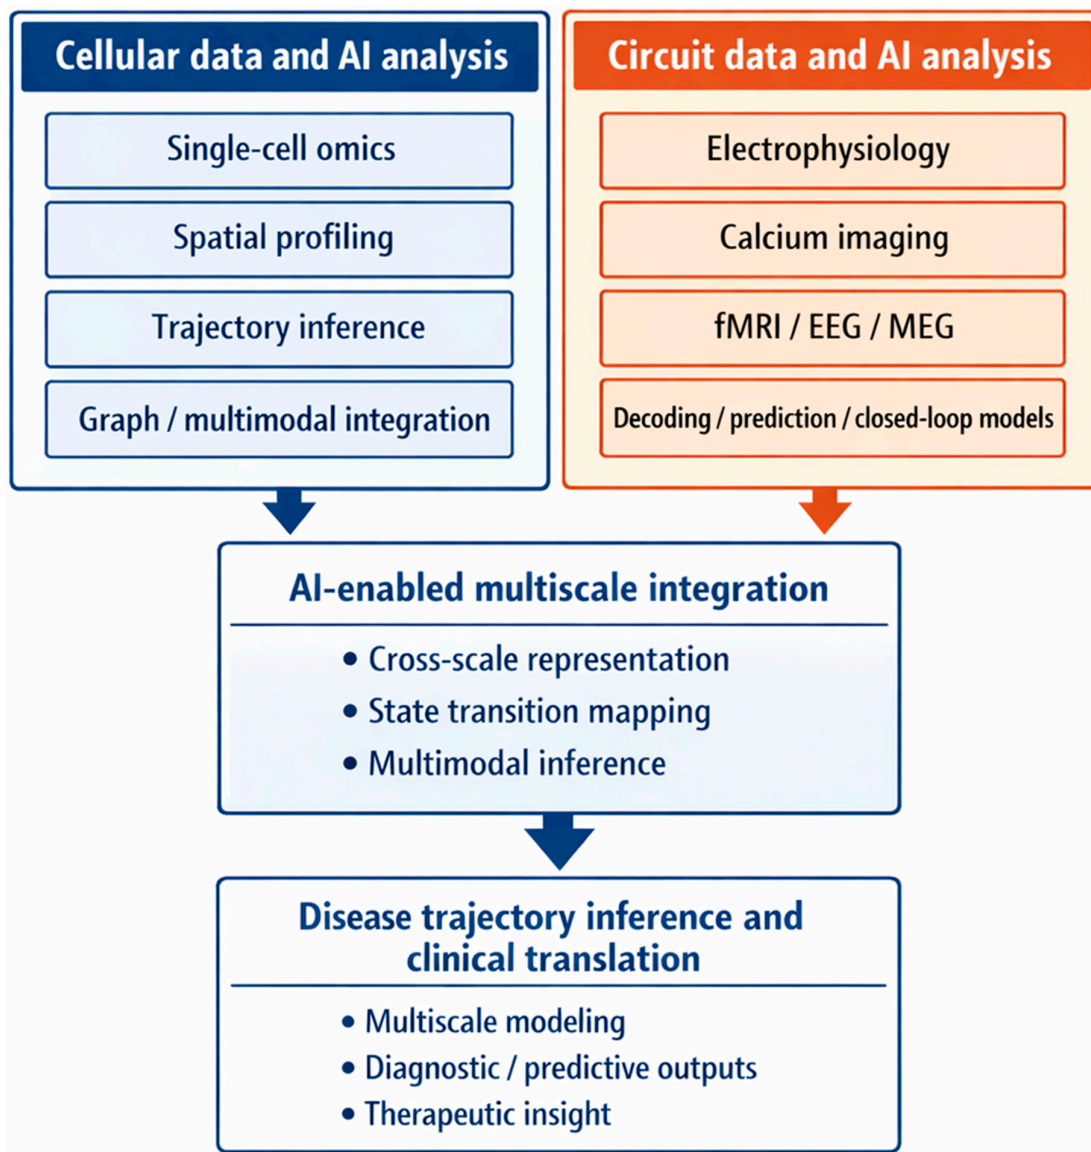 Cellular data and AI analysis
Single-cell omics
Spatial profiling
Trajectory inference
Graph / multimodal integration
Circuit data and AI analysis
Electrophysiology
Calcium imaging
fMRI / EEG / MEG
Decoding / prediction / closed-loop models
AI-enabled multiscale integration
• Cross-scale representation
• State transition mapping
• Multimodal inference
Disease trajectory inference and
clinical translation
• Multiscale modeling
• Diagnostic / predictive outputs
• Therapeutic insight